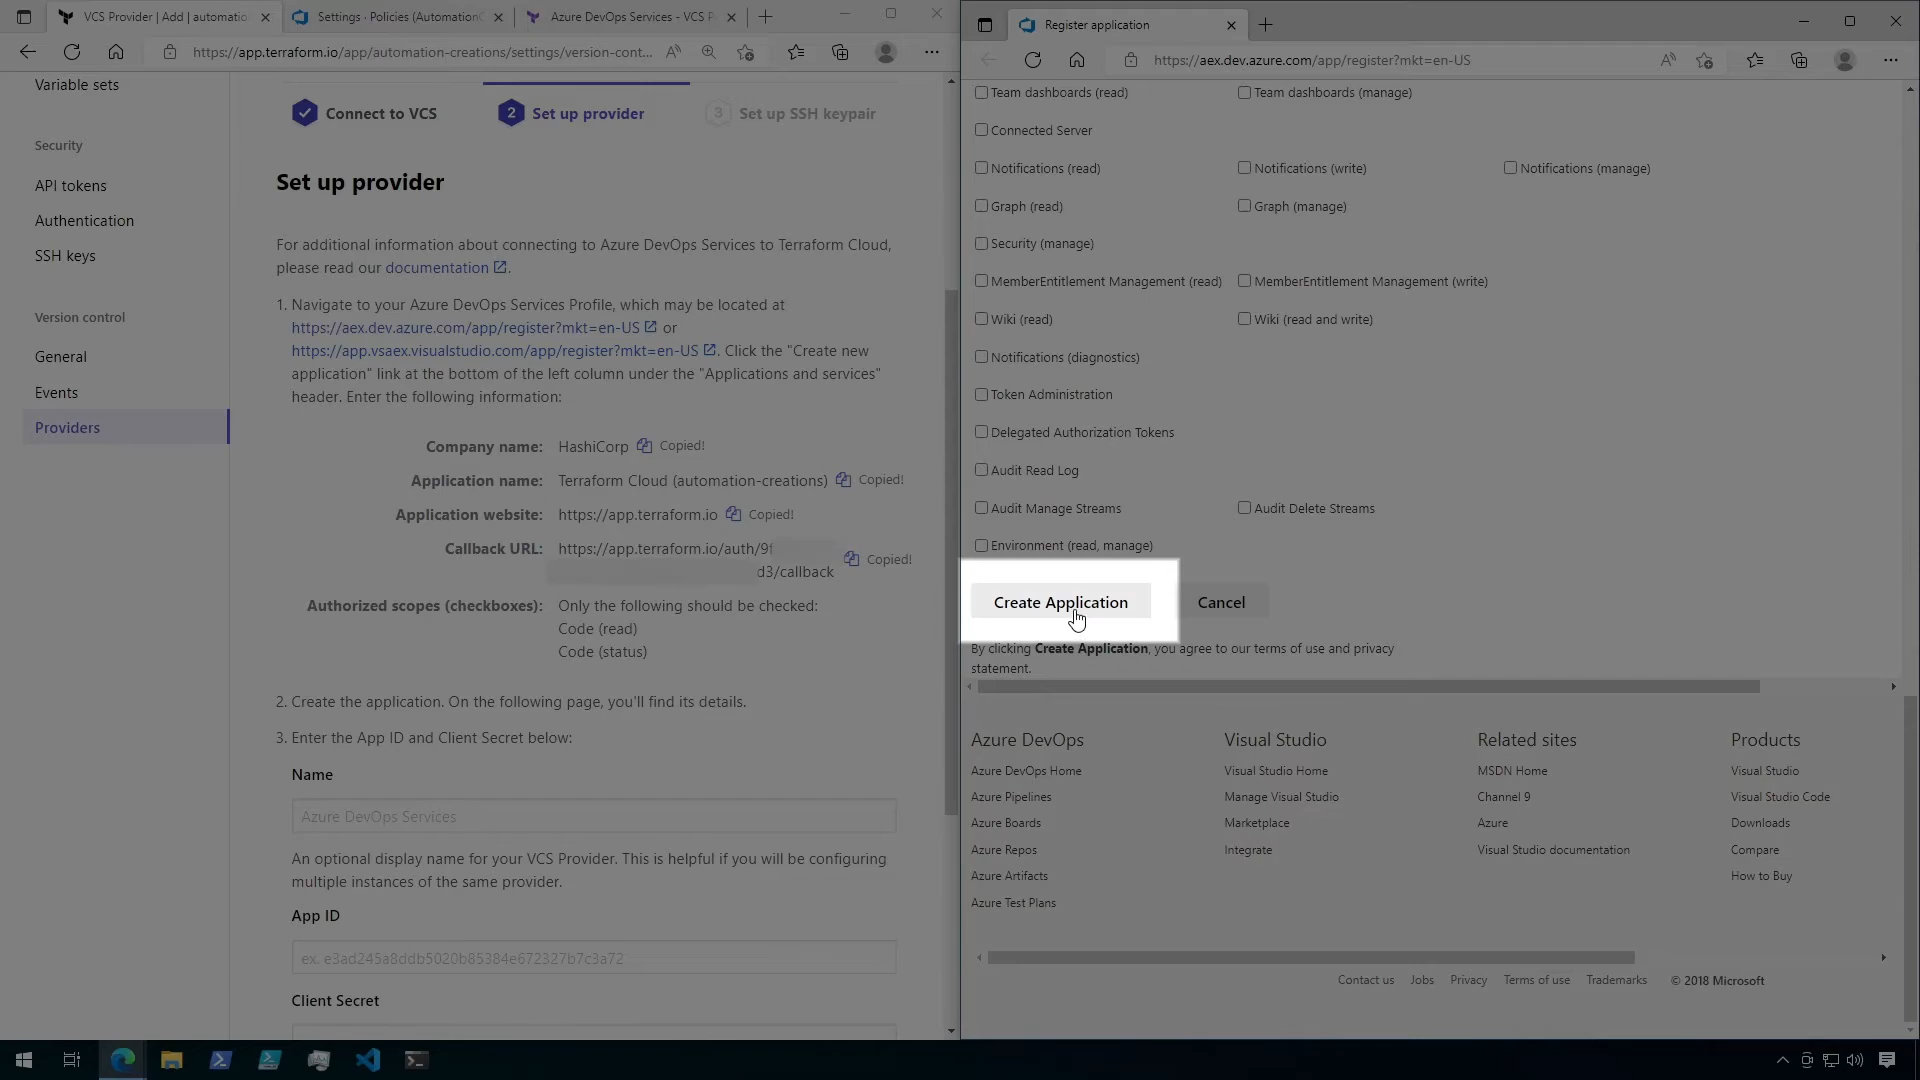 VCS Provider | Add | automatio
Settings · Policies (Automation
Azure DevOps Services - VCS P
https://app.terraform.io/app/automation-creations/settings/version-cont...
Variable sets
Security
API tokens
Authentication
SSH keys
Version control
General
Events
Providers
Connect to VCS
2 Set up provider
3 Set up SSH keypair
Set up provider
For additional information about connecting to Azure DevOps Services to Terraform Cloud,
please read our documentation.
1. Navigate to your Azure DevOps Services Profile, which may be located at
https://aex.dev.azure.com/app/register?mkt=en-US or
https://app.vsaex.visualstudio.com/app/register?mkt=en-US. Click the "Create new
application" link at the bottom of the left column under the "Applications and services"
header. Enter the following information:
Company name: HashiCorp Copied!
Application name: Terraform Cloud (automation-creations) Copied!
Application website: https://app.terraform.io Copied!
Callback URL: https://app.terraform.io/auth/9f
d3/callback Copied!
Authorized scopes (checkboxes): Only the following should be checked:
Code (read)
Code (status)
2. Create the application. On the following page, you'll find its details.
3. Enter the App ID and Client Secret below:
Name
Azure DevOps Services
An optional display name for your VCS Provider. This is helpful if you will be configuring
multiple instances of the same provider.
App ID
ex. e3ad245a8ddb5020b85384e672327b7c3a72
Client Secret
Register application
https://aex.dev.azure.com/app/register?mkt=en-US
Team dashboards (read) Team dashboards (manage)
Connected Server
Notifications (read) Notifications (write) Notifications (manage)
Graph (read) Graph (manage)
Security (manage)
MemberEntitlement Management (read) MemberEntitlement Management (write)
Wiki (read) Wiki (read and write)
Notifications (diagnostics)
Token Administration
Delegated Authorization Tokens
Audit Read Log
Audit Manage Streams Audit Delete Streams
Environment (read, manage)
Create Application Cancel
By clicking Create Application, you agree to our terms of use and privacy
statement.
Azure DevOps Visual Studio Related sites Products
Azure DevOps Home Visual Studio Home MSDN Home Visual Studio
Azure Pipelines Manage Visual Studio Channel 9 Visual Studio Code
Azure Boards Marketplace Azure Downloads
Azure Repos Integrate Visual Studio documentation Compare
Azure Artifacts How to Buy
Azure Test Plans
Contact us Jobs Privacy Terms of use Trademarks © 2018 Microsoft